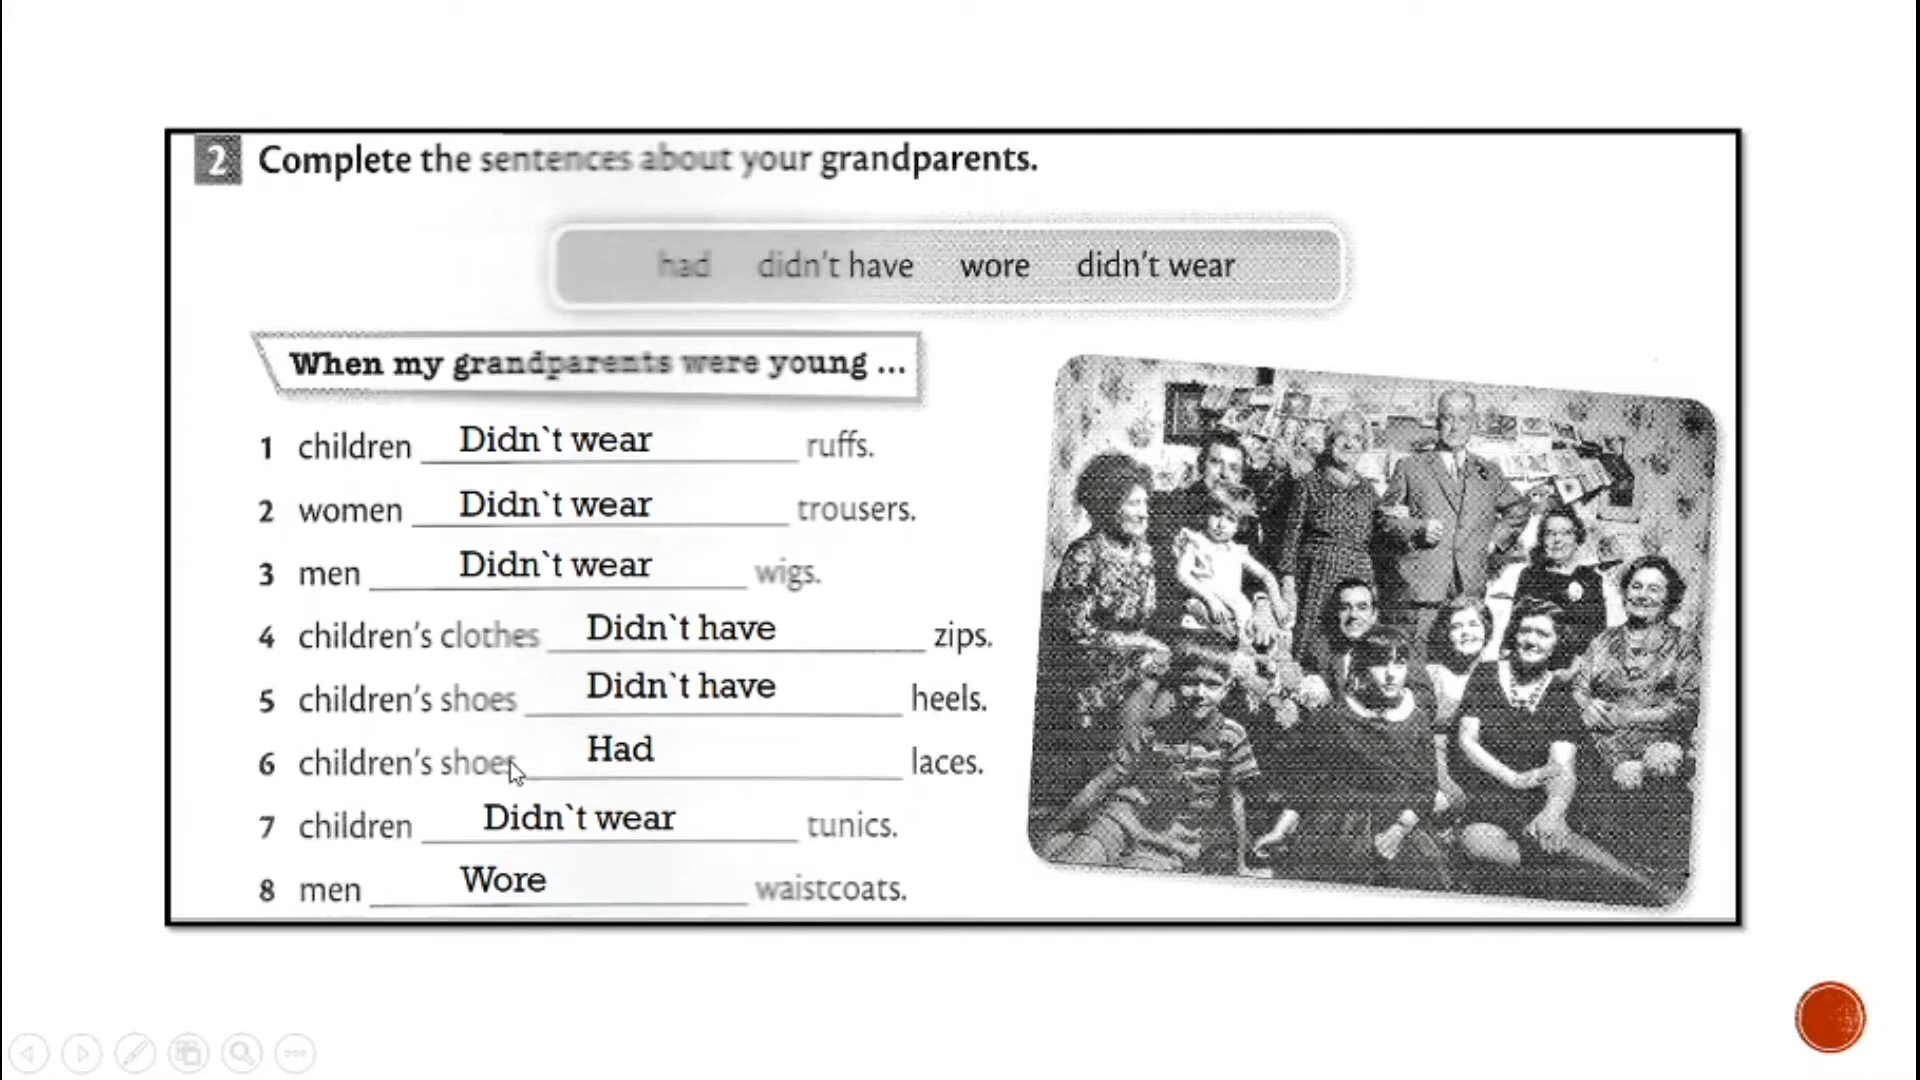 2 Complete the sentences about your grandparents.
had didn't have wore didn't wear
When my grandparents were young ...
1 children Didn`t wear ruffs.
2 women Didn`t wear trousers.
3 men Didn`t wear wigs.
4 children's clothes Didn`t have zips.
5 children's shoes Didn`t have heels.
6 children's shoes Had laces.
7 children Didn`t wear tunics.
8 men Wore waistcoats.